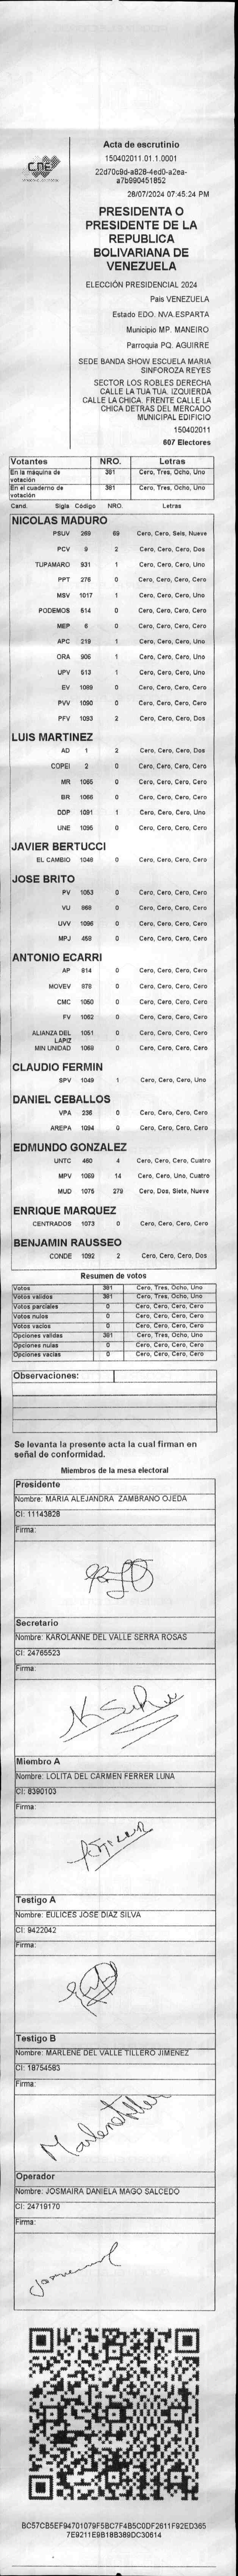 CNE
Acta de escrutinio
150402011.01.1.0001
22d70c9d-a828-4ed0-a2ea-
a7b990451852
28/07/2024 07:45:24 PM
PRESIDENTA O
PRESIDENTE DE LA
REPUBLICA
BOLIVARIANA DE
VENEZUELA
ELECCIÓN PRESIDENCIAL 2024
Pais VENEZUELA
Estado EDO. NVA.ESPARTA
Municipio MP. MANEIRO
Parroquia PQ. AGUIRRE
SEDE BANDA SHOW ESCUELA MARIA
SINFOROZA REYES
SECTOR LOS ROBLES DERECHA
CALLE LA TUA TUA. IZQUIERDA
CALLE LA CHICA. FRENTE CALLE LA
CHICA DETRAS DEL MERCADO
MUNICIPAL EDIFICIO
150402011
607 Electores
Votantes NRO. Letras
En la máquina de votación 381 Cero, Tres, Ocho, Uno
En el cuaderno de votación 381 Cero, Tres, Ocho, Uno
Cand. Sigla Código NRO. Letras
NICOLAS MADURO
PSUV 269 69 Cero, Cero, Seis, Nueve
PCV 9 2 Cero, Cero, Cero, Dos
TUPAMARO 931 1 Cero, Cero, Cero, Uno
PPT 276 0 Cero, Cero, Cero, Cero
MSV 1017 1 Cero, Cero, Cero, Uno
PODEMOS 514 0 Cero, Cero, Cero, Cero
MEP 6 0 Cero, Cero, Cero, Cero
APC 219 1 Cero, Cero, Cero, Uno
ORA 905 1 Cero, Cero, Cero, Uno
UPV 513 1 Cero, Cero, Cero, Uno
EV 1089 0 Cero, Cero, Cero, Cero
PVV 1090 0 Cero, Cero, Cero, Cero
PFV 1093 2 Cero, Cero, Cero, Dos
LUIS MARTINEZ
AD 1 2 Cero, Cero, Cero, Dos
COPEI 2 0 Cero, Cero, Cero, Cero
MR 1065 0 Cero, Cero, Cero, Cero
BR 1066 0 Cero, Cero, Cero, Cero
DDP 1091 1 Cero, Cero, Cero, Uno
UNE 1095 0 Cero, Cero, Cero, Cero
JAVIER BERTUCCI
EL CAMBIO 1048 0 Cero, Cero, Cero, Cero
JOSE BRITO
PV 1053 0 Cero, Cero, Cero, Cero
VU 868 0 Cero, Cero, Cero, Cero
UVV 1096 0 Cero, Cero, Cero, Cero
MPJ 458 0 Cero, Cero, Cero, Cero
ANTONIO ECARRI
AP 814 0 Cero, Cero, Cero, Cero
MOVEV 978 0 Cero, Cero, Cero, Cero
CMC 1050 0 Cero, Cero, Cero, Cero
FV 1062 0 Cero, Cero, Cero, Cero
ALIANZA DEL LAPIZ 1051 0 Cero, Cero, Cero, Cero
MIN UNIDAD 1068 0 Cero, Cero, Cero, Cero
CLAUDIO FERMIN
SPV 1049 1 Cero, Cero, Cero, Uno
DANIEL CEBALLOS
VPA 236 0 Cero, Cero, Cero, Cero
AREPA 1094 0 Cero, Cero, Cero, Cero
EDMUNDO GONZALEZ
UNTC 460 4 Cero, Cero, Cero, Cuatro
MPV 1069 14 Cero, Cero, Uno, Cuatro
MUD 1075 279 Cero, Dos, Siete, Nueve
ENRIQUE MARQUEZ
CENTRADOS 1073 0 Cero, Cero, Cero, Cero
BENJAMIN RAUSSEO
CONDE 1092 2 Cero, Cero, Cero, Dos
Resumen de votos
Votos 381 Cero, Tres, Ocho, Uno
Votos válidos 381 Cero, Tres, Ocho, Uno
Votos parciales 0 Cero, Cero, Cero, Cero
Votos nulos 0 Cero, Cero, Cero, Cero
Votos vacíos 0 Cero, Cero, Cero, Cero
Opciones válidas 381 Cero, Tres, Ocho, Uno
Opciones nulas 0 Cero, Cero, Cero, Cero
Opciones vacías 0 Cero, Cero, Cero, Cero
Observaciones:
Se levanta la presente acta la cual firman en
señal de conformidad.
Miembros de la mesa electoral
Presidente
Nombre: MARIA ALEJANDRA ZAMBRANO OJEDA
CI: 11143828
Firma:
Secretario
Nombre: KAROLANNE DEL VALLE SERRA ROSAS
CI: 24765523
Firma:
Miembro A
Nombre: LOLITA DEL CARMEN FERRER LUNA
CI: 8390103
Firma:
Testigo A
Nombre: EULICES JOSE DIAZ SILVA
CI: 9422042
Firma:
Testigo B
Nombre: MARLENE DEL VALLE TILLERO JIMENEZ
CI: 18754583
Firma:
Operador
Nombre: JOSMAIRA DANIELA MAGO SALCEDO
CI: 24719170
Firma:
BC57CB5EF94701079F5BC7F4B5C0DF2611F92ED365
7E9211E9B18B389DC30614